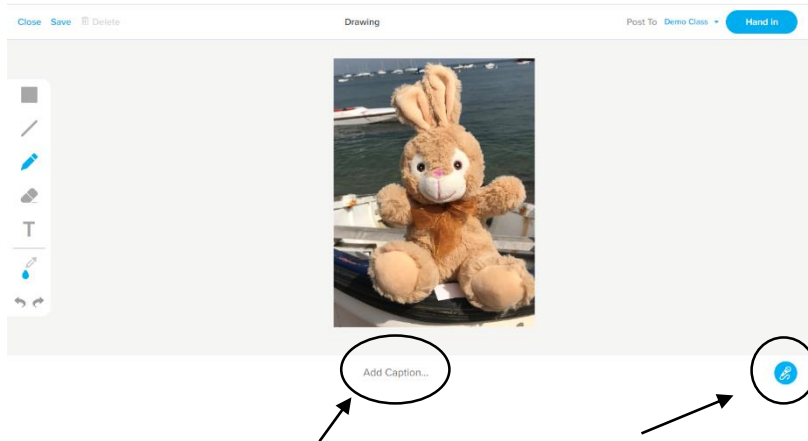 Close Save Delete Drawing Post To Demo Class Hand in
T
Add Caption...